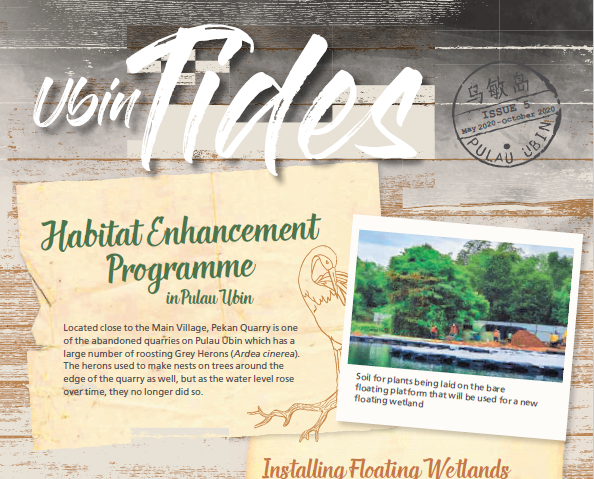 Ubin Tides
乌敏岛
ISSUE 5
May 2020 - October 2020
PULAU UBIN
Habitat Enhancement
Programme
in Pulau Ubin
Located close to the Main Village, Pekan Quarry is one
of the abandoned quarries on Pulau Ubin which has a
large number of roosting Grey Herons (Ardea cinerea).
The herons used to make nests on trees around the
edge of the quarry as well, but as the water level rose
over time, they no longer did so.
Soil for plants being laid on the bare
floating platform that will be used for a new
floating wetland
Installing Floating Wetlands